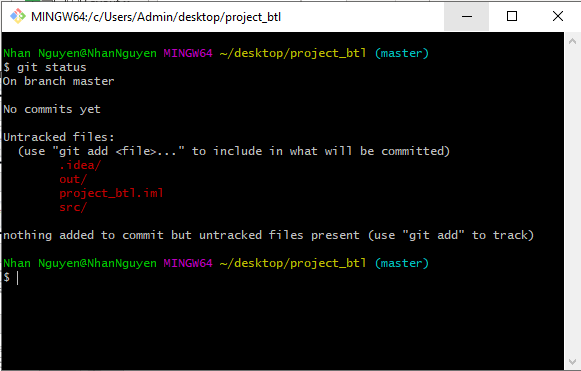 MINGW64:/c/Users/Admin/desktop/project_btl
Nhan Nguyen@NhanNguyen MINGW64 ~/desktop/project_btl (master)
$ git status
On branch master
No commits yet
Untracked files:
  (use "git add <file>..." to include in what will be committed)
        .idea/
        out/
        project_btl.iml
        src/
nothing added to commit but untracked files present (use "git add" to track)
Nhan Nguyen@NhanNguyen MINGW64 ~/desktop/project_btl (master)
$